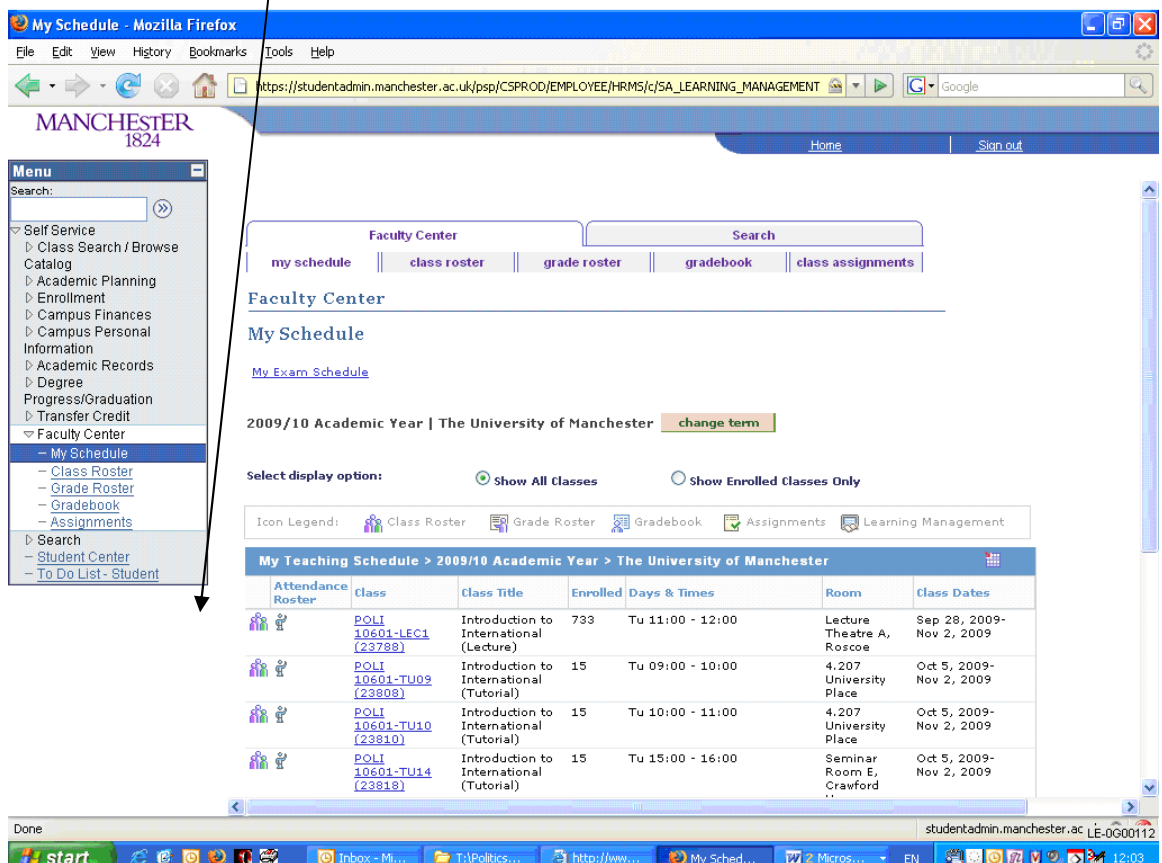 My Schedule - Mozilla Firefox
File Edit View History Bookmarks Tools Help
https://studentadmin.manchester.ac.uk/psp/CSPROD/EMPLOYEE/HRMS/c/SA_LEARNING_MANAGEMENT
G Google
MANCHESTER
1824
Home Sign out
Menu
Search:
Self Service
Class Search / Browse
Catalog
Academic Planning
Enrollment
Campus Finances
Campus Personal
Information
Academic Records
Degree
Progress/Graduation
Transfer Credit
Faculty Center
– My Schedule
– Class Roster
– Grade Roster
– Gradebook
– Assignments
Search
– Student Center
– To Do List - Student
Faculty Center Search
my schedule class roster grade roster gradebook class assignments
Faculty Center
My Schedule
My Exam Schedule
2009/10 Academic Year | The University of Manchester change term
Select display option: Show All Classes Show Enrolled Classes Only
Icon Legend: Class Roster Grade Roster Gradebook Assignments Learning Management
My Teaching Schedule > 2009/10 Academic Year > The University of Manchester
Attendance Roster Class Class Title Enrolled Days & Times Room Class Dates
POLI Introduction to 733 Tu 11:00 - 12:00 Lecture Sep 28, 2009-
10601-LEC1 International Theatre A, Nov 2, 2009
(23788) (Lecture) Roscoe
POLI Introduction to 15 Tu 09:00 - 10:00 4.207 Oct 5, 2009-
10601-TU09 International University Nov 2, 2009
(23808) (Tutorial) Place
POLI Introduction to 15 Tu 10:00 - 11:00 4.207 Oct 5, 2009-
10601-TU10 International University Nov 2, 2009
(23810) (Tutorial) Place
POLI Introduction to 15 Tu 15:00 - 16:00 Seminar Oct 5, 2009-
10601-TU14 International Room E, Nov 2, 2009
(23818) (Tutorial) Crawford
Done studentadmin.manchester.ac LE-0G00112
start Inbox - Mi... T:\Politics... http://ww... My Sched... 2 Micros... EN 12:03